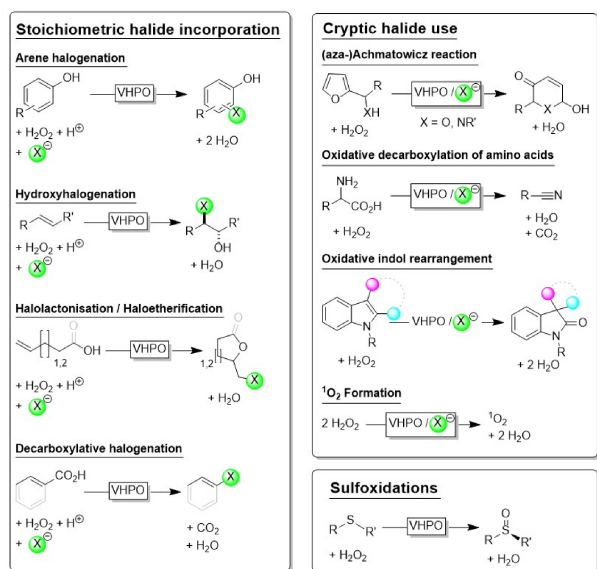 Stoichiometric halide incorporation
Arene halogenation
OH
R
VHPO
OH
R
X
+ H₂O₂ + H⊕
+ X⊖
+ 2 H₂O
Hydroxyhalogenation
R
R'
VHPO
X
R
R'
OH
+ H₂O₂ + H⊕
+ X⊖
+ H₂O
Halolactonisation / Haloetherification
O
OH
1,2
VHPO
O
O
1,2
X
+ H₂O₂ + H⊕
+ X⊖
+ H₂O
Decarboxylative halogenation
CO₂H
VHPO
X
+ H₂O₂ + H⊕
+ X⊖
+ CO₂
+ H₂O
Cryptic halide use
(aza-)Achmatowicz reaction
O
R
XH
VHPO / X⊖
O
R
X
OH
+ H₂O₂
X = O, NR'
+ H₂O
Oxidative decarboxylation of amino acids
NH₂
R
CO₂H
VHPO / X⊖
R
N
+ H₂O₂
+ H₂O
+ CO₂
Oxidative indol rearrangement
N
R
VHPO / X⊖
O
N
R
+ H₂O₂
+ 2 H₂O
¹O₂ Formation
2 H₂O₂
VHPO / X⊖
¹O₂
+ 2 H₂O
Sulfoxidations
R
S
R'
VHPO
O
R
S
R'
+ H₂O₂
+ H₂O